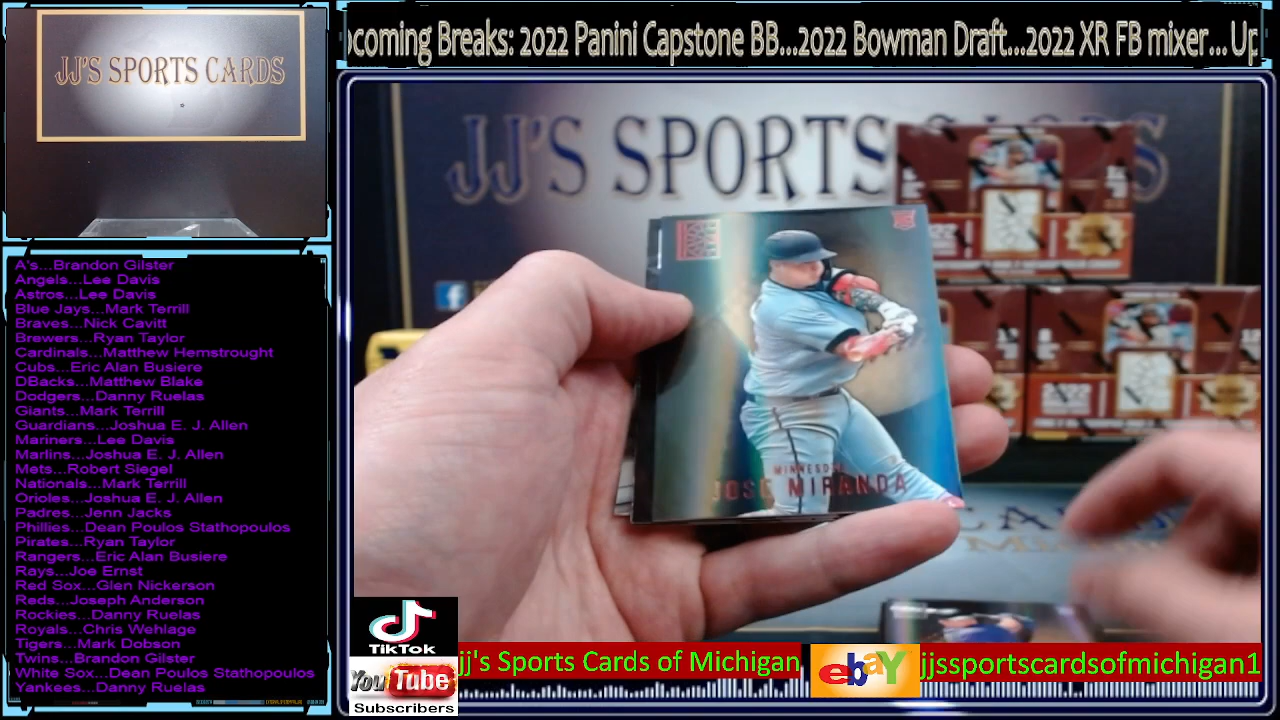 JJ'S SPORTS CARDS
pcoming Breaks: 2022 Panini Capstone BB...2022 Bowman Draft...2022 XR FB mixer... Up
JJ'S SPORTS CARDS
A's...Brandon Gilster
Angels...Lee Davis
Astros...Lee Davis
Blue Jays...Mark Terrill
Braves...Nick Cavitt
Brewers...Ryan Taylor
Cardinals...Matthew Hemstrought
Cubs...Eric Alan Busiere
DBacks...Matthew Blake
Dodgers...Danny Ruelas
Giants...Mark Terrill
Guardians...Joshua E. J. Allen
Mariners...Lee Davis
Marlins...Joshua E. J. Allen
Mets...Robert Siegel
Nationals...Mark Terrill
Orioles...Joshua E. J. Allen
Padres...Jenn Jacks
Phillies...Dean Poulos Stathopoulos
Pirates...Ryan Taylor
Rangers...Eric Alan Busiere
Rays...Joe Ernst
Red Sox...Glen Nickerson
Reds...Joseph Anderson
Rockies...Danny Ruelas
Royals...Chris Wehlage
Tigers...Mark Dobson
Twins...Brandon Gilster
White Sox...Dean Poulos Stathopoulos
Yankees...Danny Ruelas
MINNESOTA
JOSE MIRANDA
2022
TikTok
YouTube
Subscribers
jj's Sports Cards of Michigan
ebaY
jjssportscardsofmichigan1